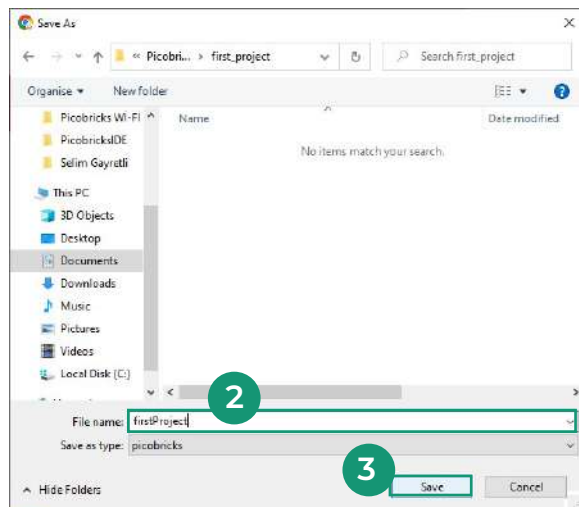 Save As
« Picobri... › first_project
Search first_project
Organise
New folder
Picobricks Wi-Fi
PicobricksIDE
Selim Gayretli
This PC
3D Objects
Desktop
Documents
Downloads
Music
Pictures
Videos
Local Disk (C:)
Name
Date modified
No items match your search.
2
File name: firstProject
Save as type: picobricks
3
Hide Folders
Save
Cancel